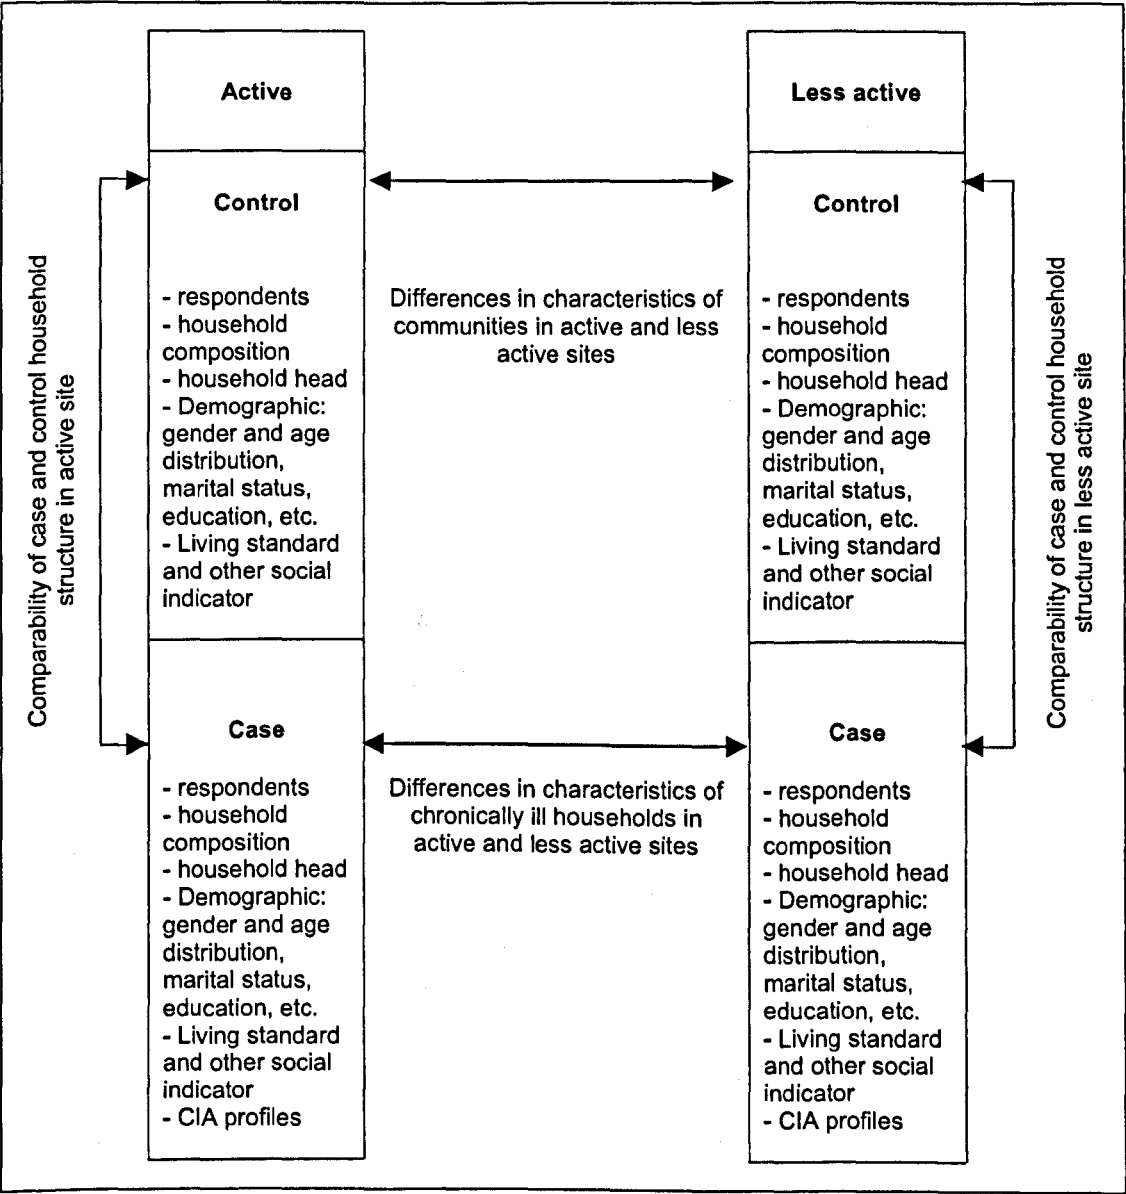 Active
Less active
Control
- respondents
- household
composition
- household head
- Demographic:
gender and age
distribution,
marital status,
education, etc.
- Living standard
and other social
indicator
Differences in characteristics of
communities in active and less
active sites
Control
- respondents
- household
composition
- household head
- Demographic:
gender and age
distribution,
marital status,
education, etc.
- Living standard
and other social
indicator
Comparability of case and control household
structure in active site
Comparability of case and control household
structure in less active site
Case
- respondents
- household
composition
- household head
- Demographic:
gender and age
distribution,
marital status,
education, etc.
- Living standard
and other social
indicator
- CIA profiles
Differences in characteristics of
chronically ill households in
active and less active sites
Case
- respondents
- household
composition
- household head
- Demographic:
gender and age
distribution,
marital status,
education, etc.
- Living standard
and other social
indicator
- CIA profiles